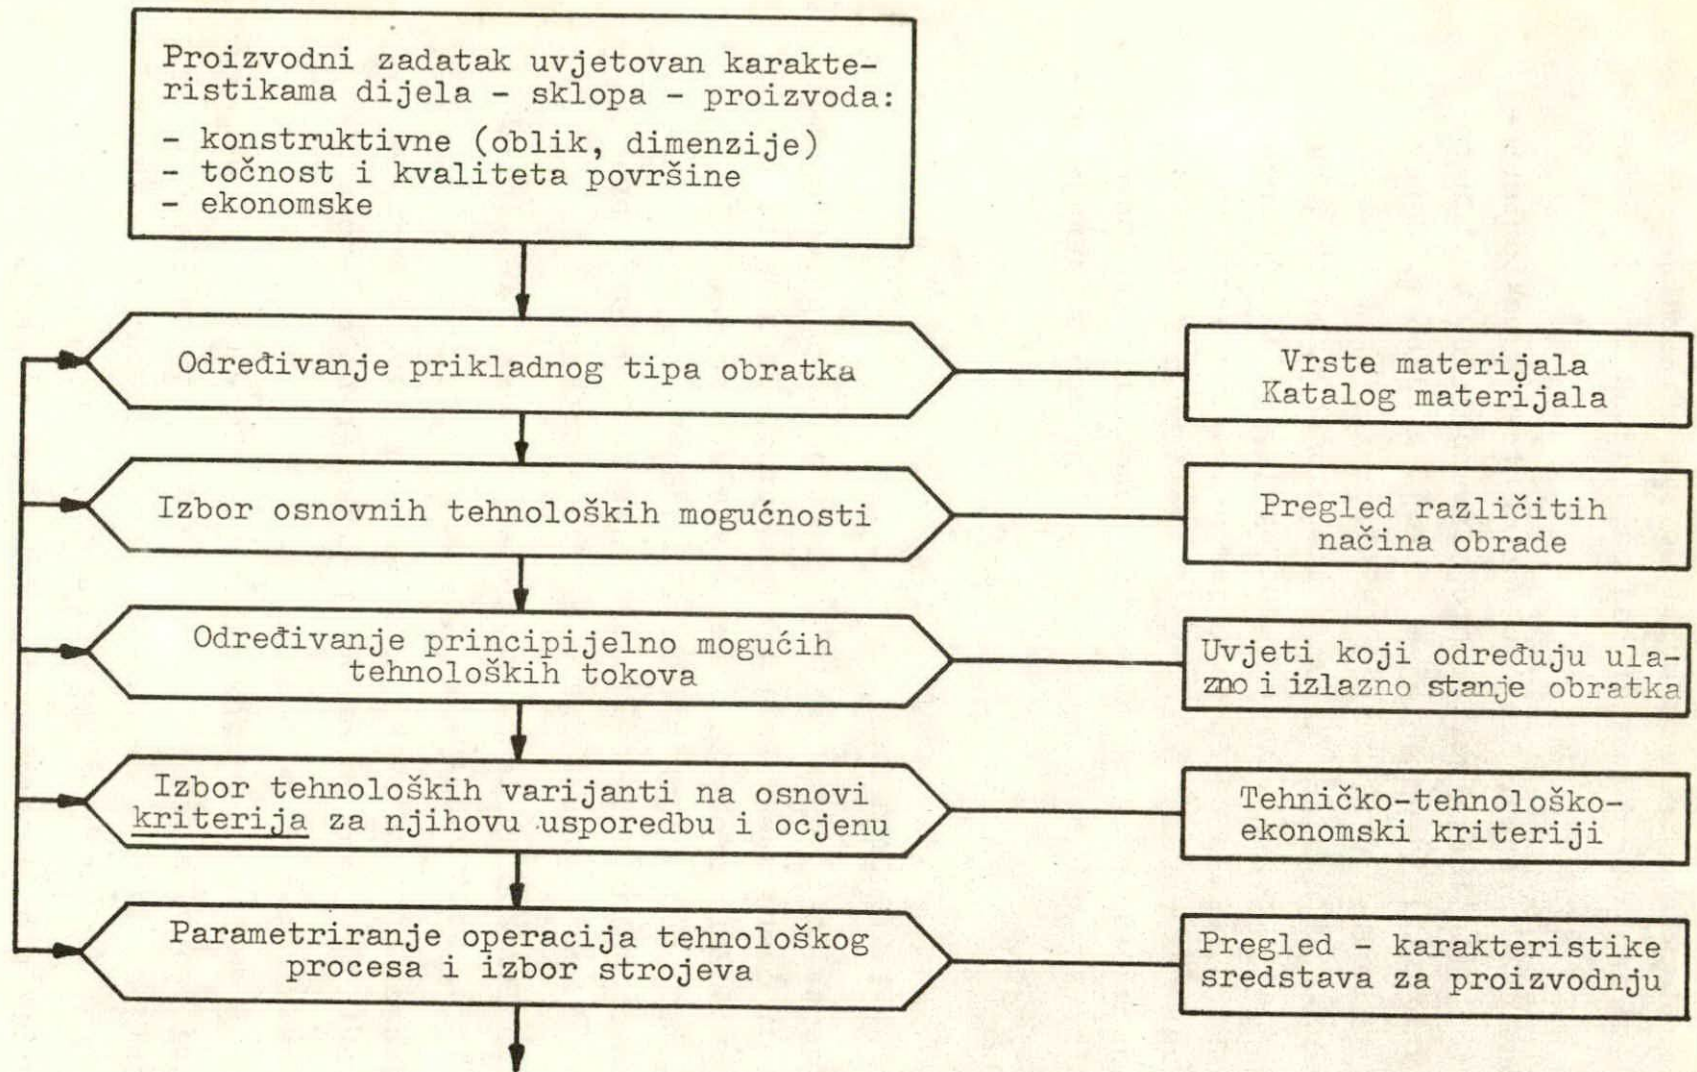 Proizvodni zadatak uvjetovan karakte-
ristikama dijela - sklopa - proizvoda:
- konstruktivne (oblik, dimenzije)
- točnost i kvaliteta površine
- ekonomske
Određivanje prikladnog tipa obratka
Vrste materijala
Katalog materijala
Izbor osnovnih tehnoloških mogućnosti
Pregled različitih
načina obrade
Određivanje principijelno mogućih
tehnoloških tokova
Uvjeti koji određuju ula-
zno i izlazno stanje obratka
Izbor tehnoloških varijanti na osnovi
kriterija za njihovu usporedbu i ocjenu
Tehničko-tehnološko-
ekonomski kriteriji
Parametriranje operacija tehnološkog
procesa i izbor strojeva
Pregled - karakteristike
sredstava za proizvodnju